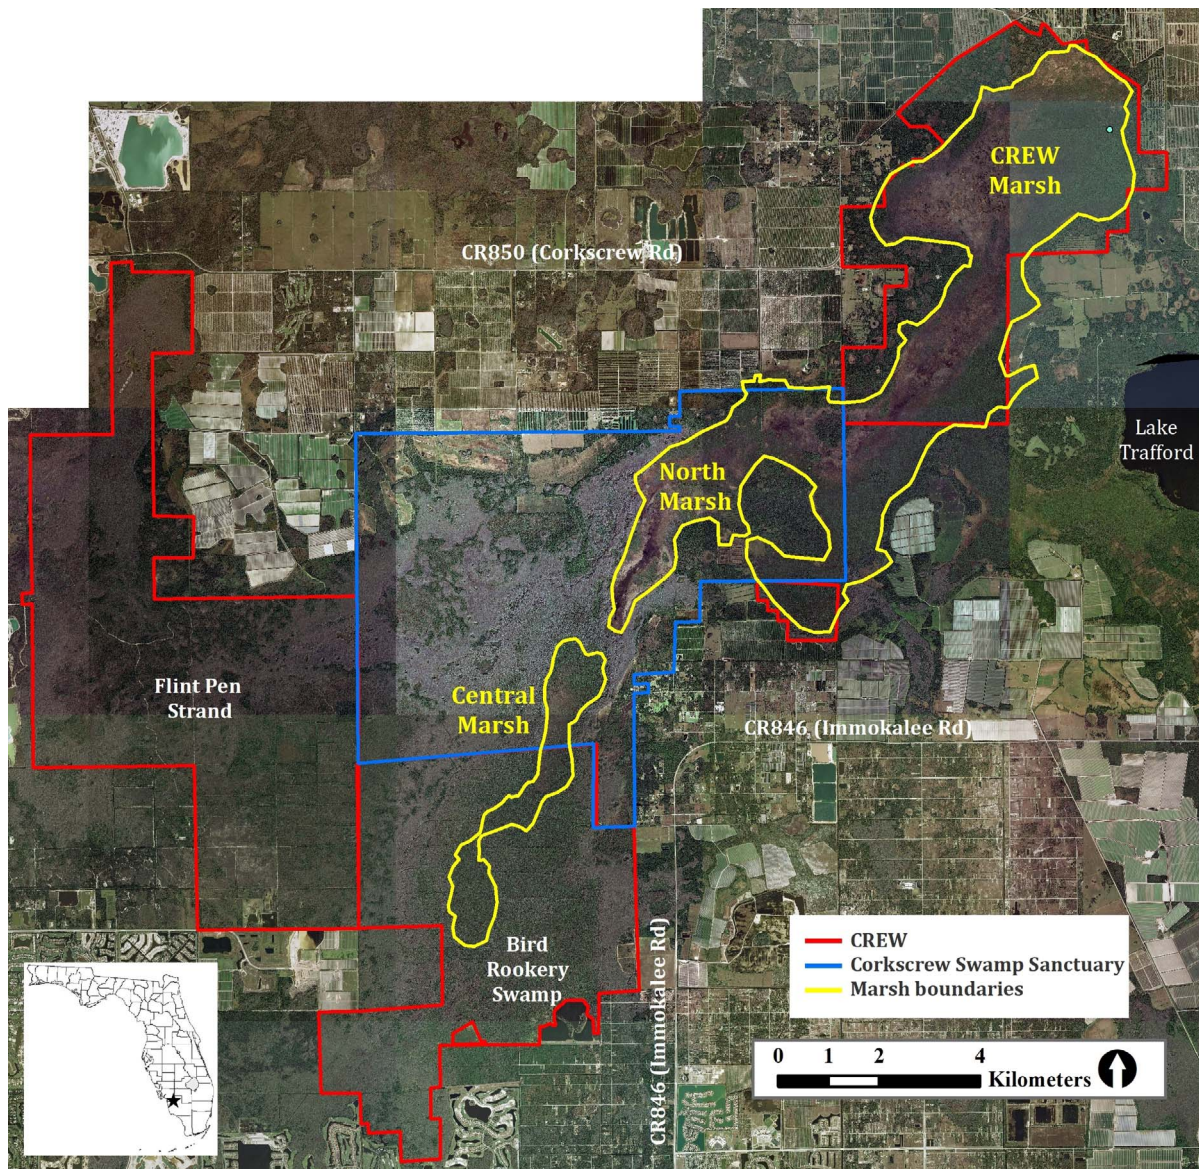 CREW
Marsh
CR850 (Corkscrew Rd)
Lake
Trafford
North
Marsh
Flint Pen
Strand
Central
Marsh
CR846 (Immokalee Rd)
Bird
Rookery
Swamp
CR846 (Immokalee Rd)
CREW
Corkscrew Swamp Sanctuary
Marsh boundaries
0 1 2 4
Kilometers